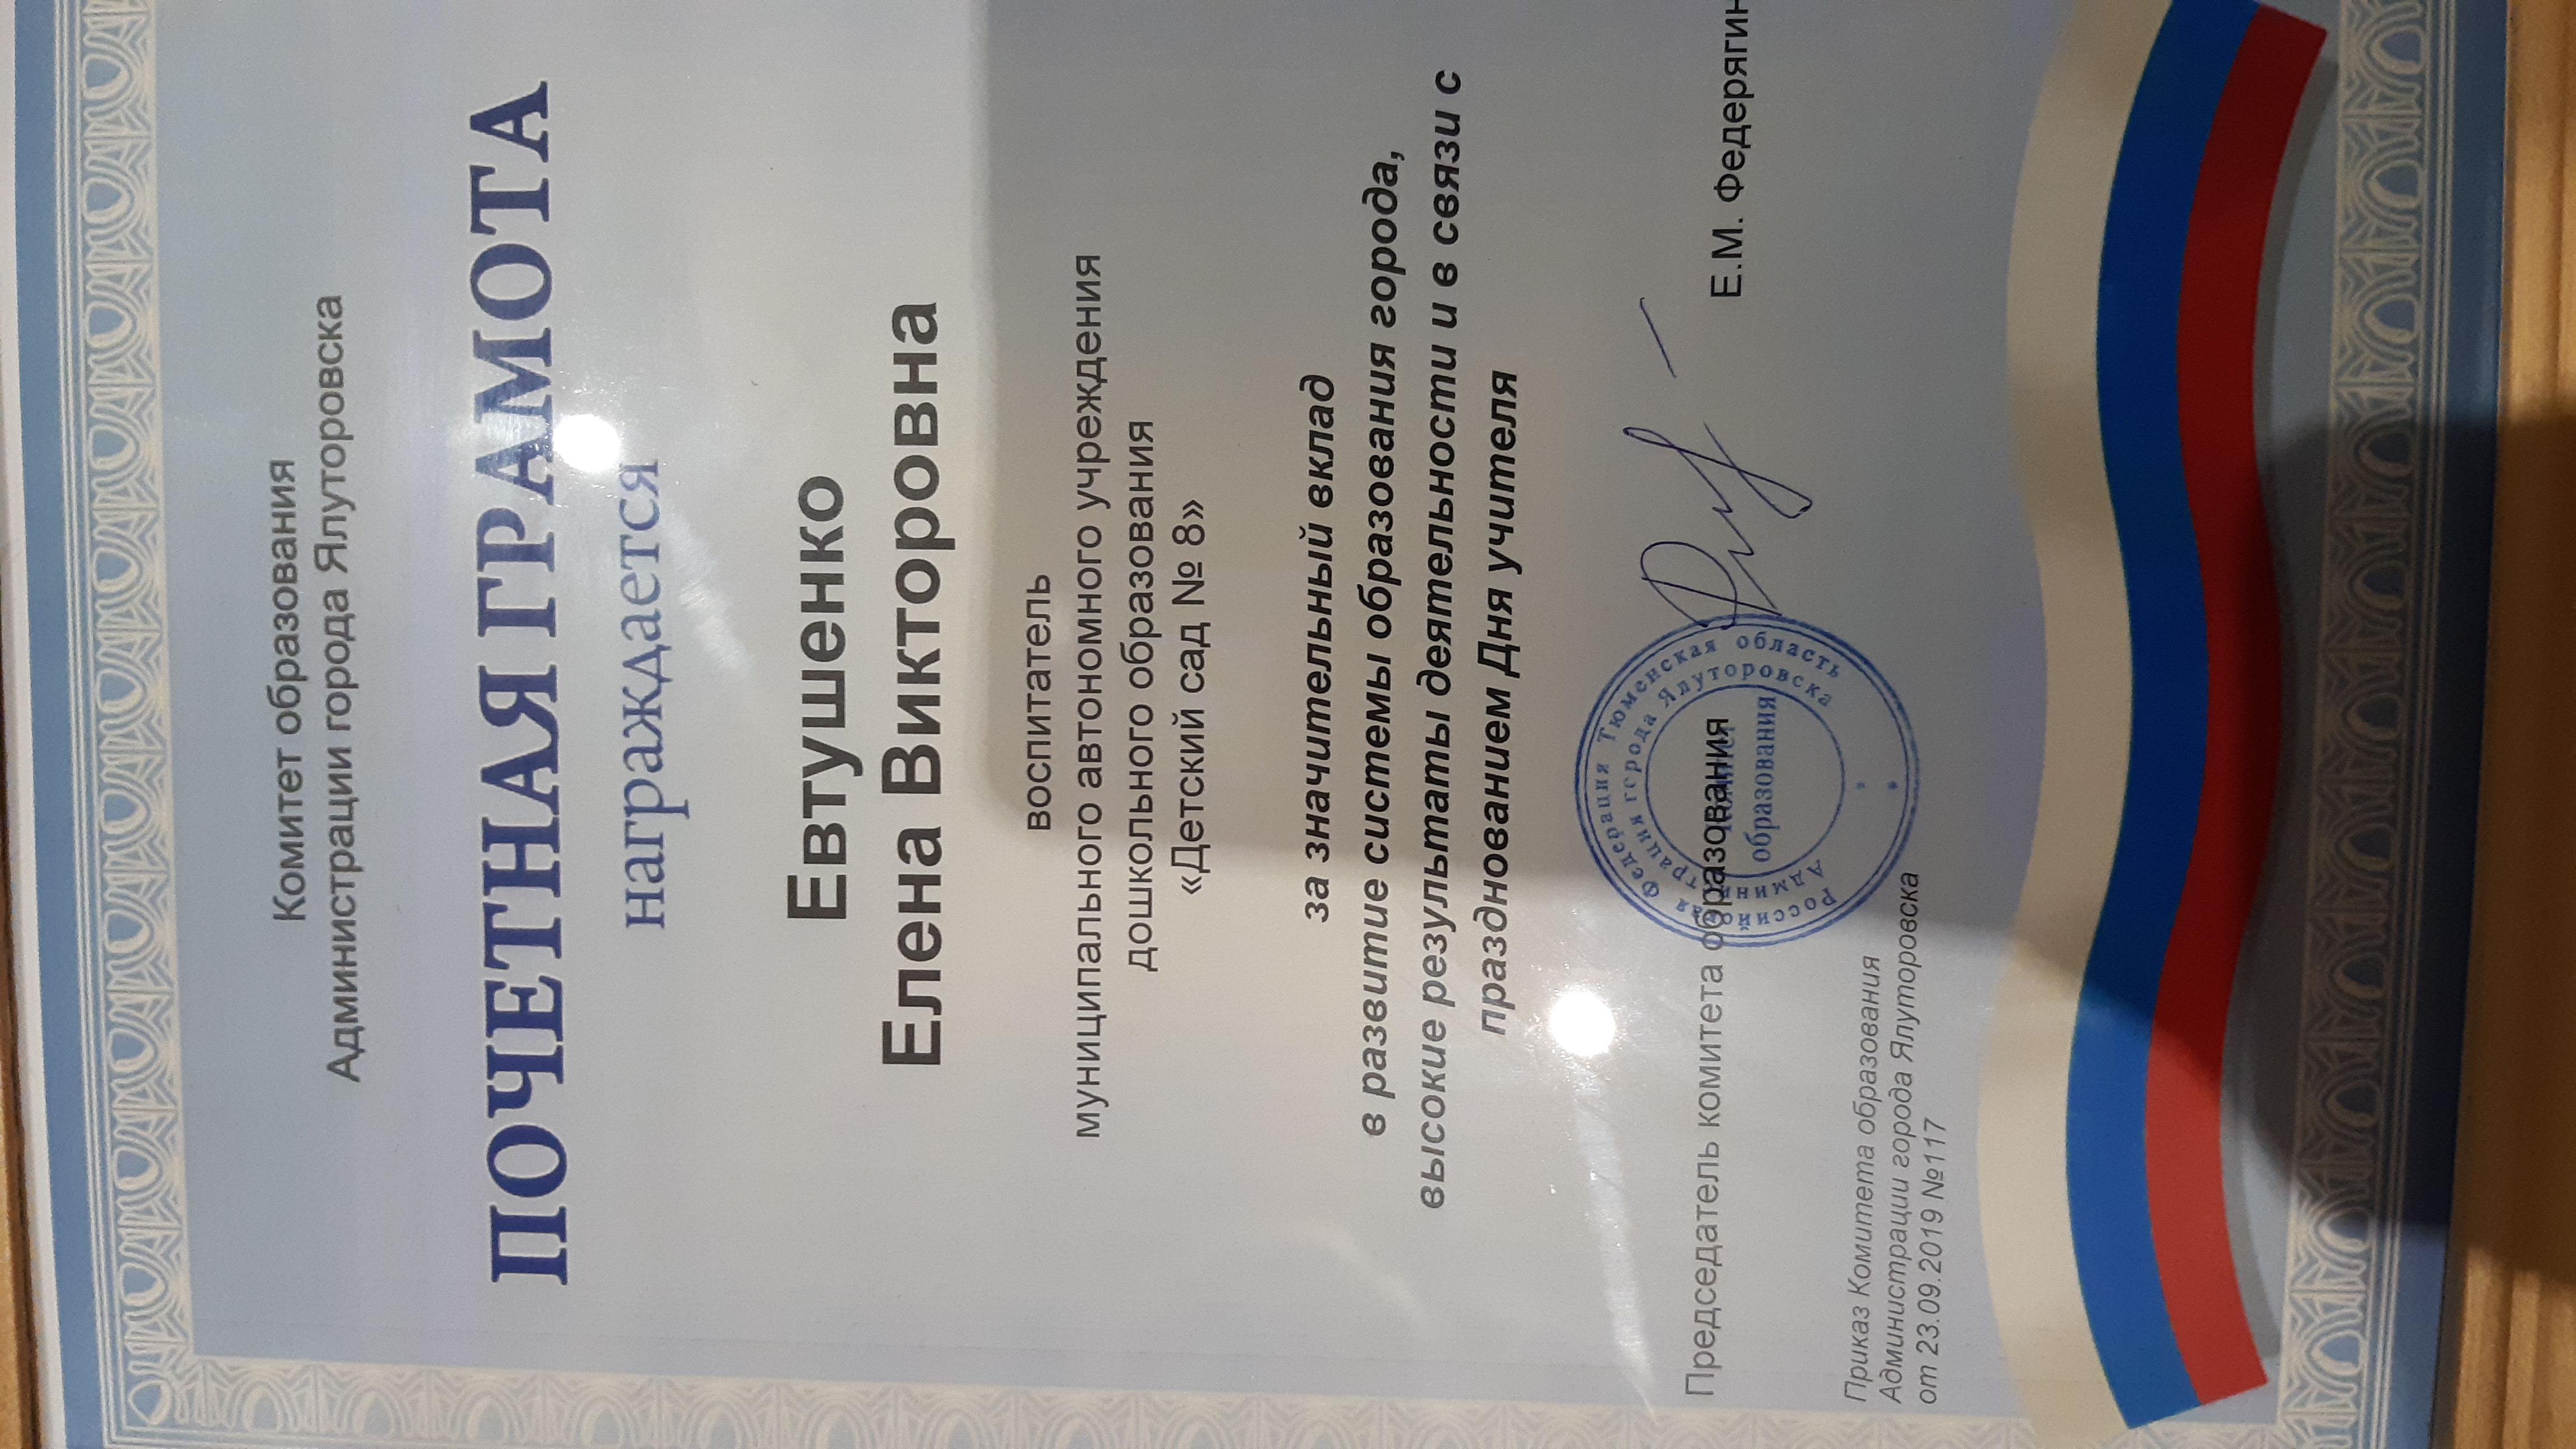 Комитет образования
Администрации города Ялуторовска
ПОЧЕТНАЯ ГРАМОТА
награждается
Евтушенко
Елена Викторовна
воспитатель
муниципального автономного учреждения
дошкольного образования
«Детский сад № 8»
за значительный вклад
в развитие системы образования города,
высокие результаты деятельности и в связи с
празднованием Дня учителя
Председатель комитета образования
Е.М. Федерягин
Российская Федерация Тюменская область
Администрация города Ялуторовска
образования
Приказ Комитета образования
Администрации города Ялуторовска
от 23.09.2019 №117